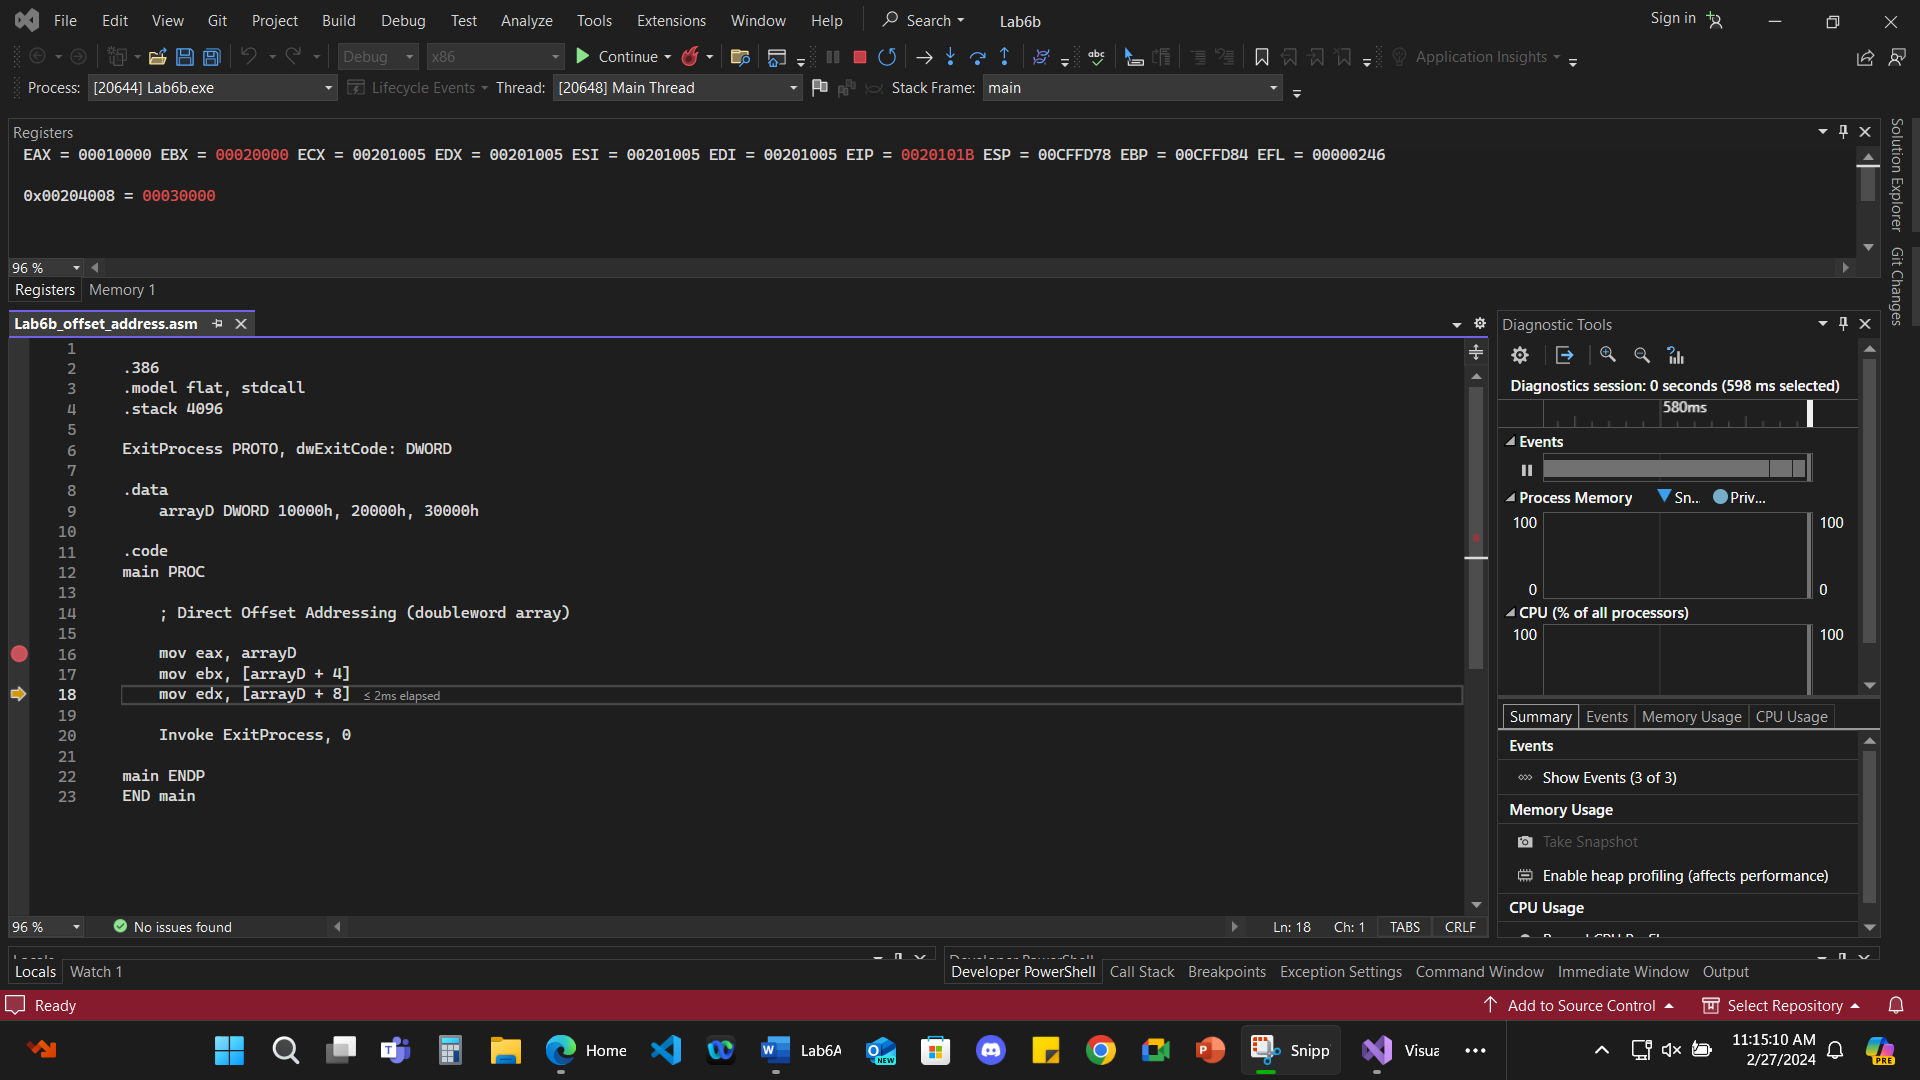 File Edit View Git Project Build Debug Test Analyze Tools Extensions Window Help Search Lab6b Sign in
Debug x86 Continue Application Insights
Process: [20644] Lab6b.exe Lifecycle Events Thread: [20648] Main Thread Stack Frame: main
Registers
EAX = 00010000 EBX = 00020000 ECX = 00201005 EDX = 00201005 ESI = 00201005 EDI = 00201005 EIP = 0020101B ESP = 00CFFD78 EBP = 00CFFD84 EFL = 00000246
0x00204008 = 00030000
96 %
Registers Memory 1
Solution Explorer
Git Changes
Lab6b_offset_address.asm
1
2 .386
3 .model flat, stdcall
4 .stack 4096
5
6 ExitProcess PROTO, dwExitCode: DWORD
7
8 .data
9 arrayD DWORD 10000h, 20000h, 30000h
10
11 .code
12 main PROC
13
14 ; Direct Offset Addressing (doubleword array)
15
16 mov eax, arrayD
17 mov ebx, [arrayD + 4]
18 mov edx, [arrayD + 8] ≤ 2ms elapsed
19
20 Invoke ExitProcess, 0
21
22 main ENDP
23 END main
96 % No issues found Ln: 18 Ch: 1 TABS CRLF
Diagnostic Tools
Diagnostics session: 0 seconds (598 ms selected)
580ms
Events
Process Memory Sn... Priv...
100 100
0 0
CPU (% of all processors)
100 100
Summary Events Memory Usage CPU Usage
Events
Show Events (3 of 3)
Memory Usage
Take Snapshot
Enable heap profiling (affects performance)
CPU Usage
Locals Watch 1
Developer PowerShell Call Stack Breakpoints Exception Settings Command Window Immediate Window Output
Ready Add to Source Control Select Repository
Home Lab6A Snipp Visua
NEW
PRE
11:15:10 AM
2/27/2024